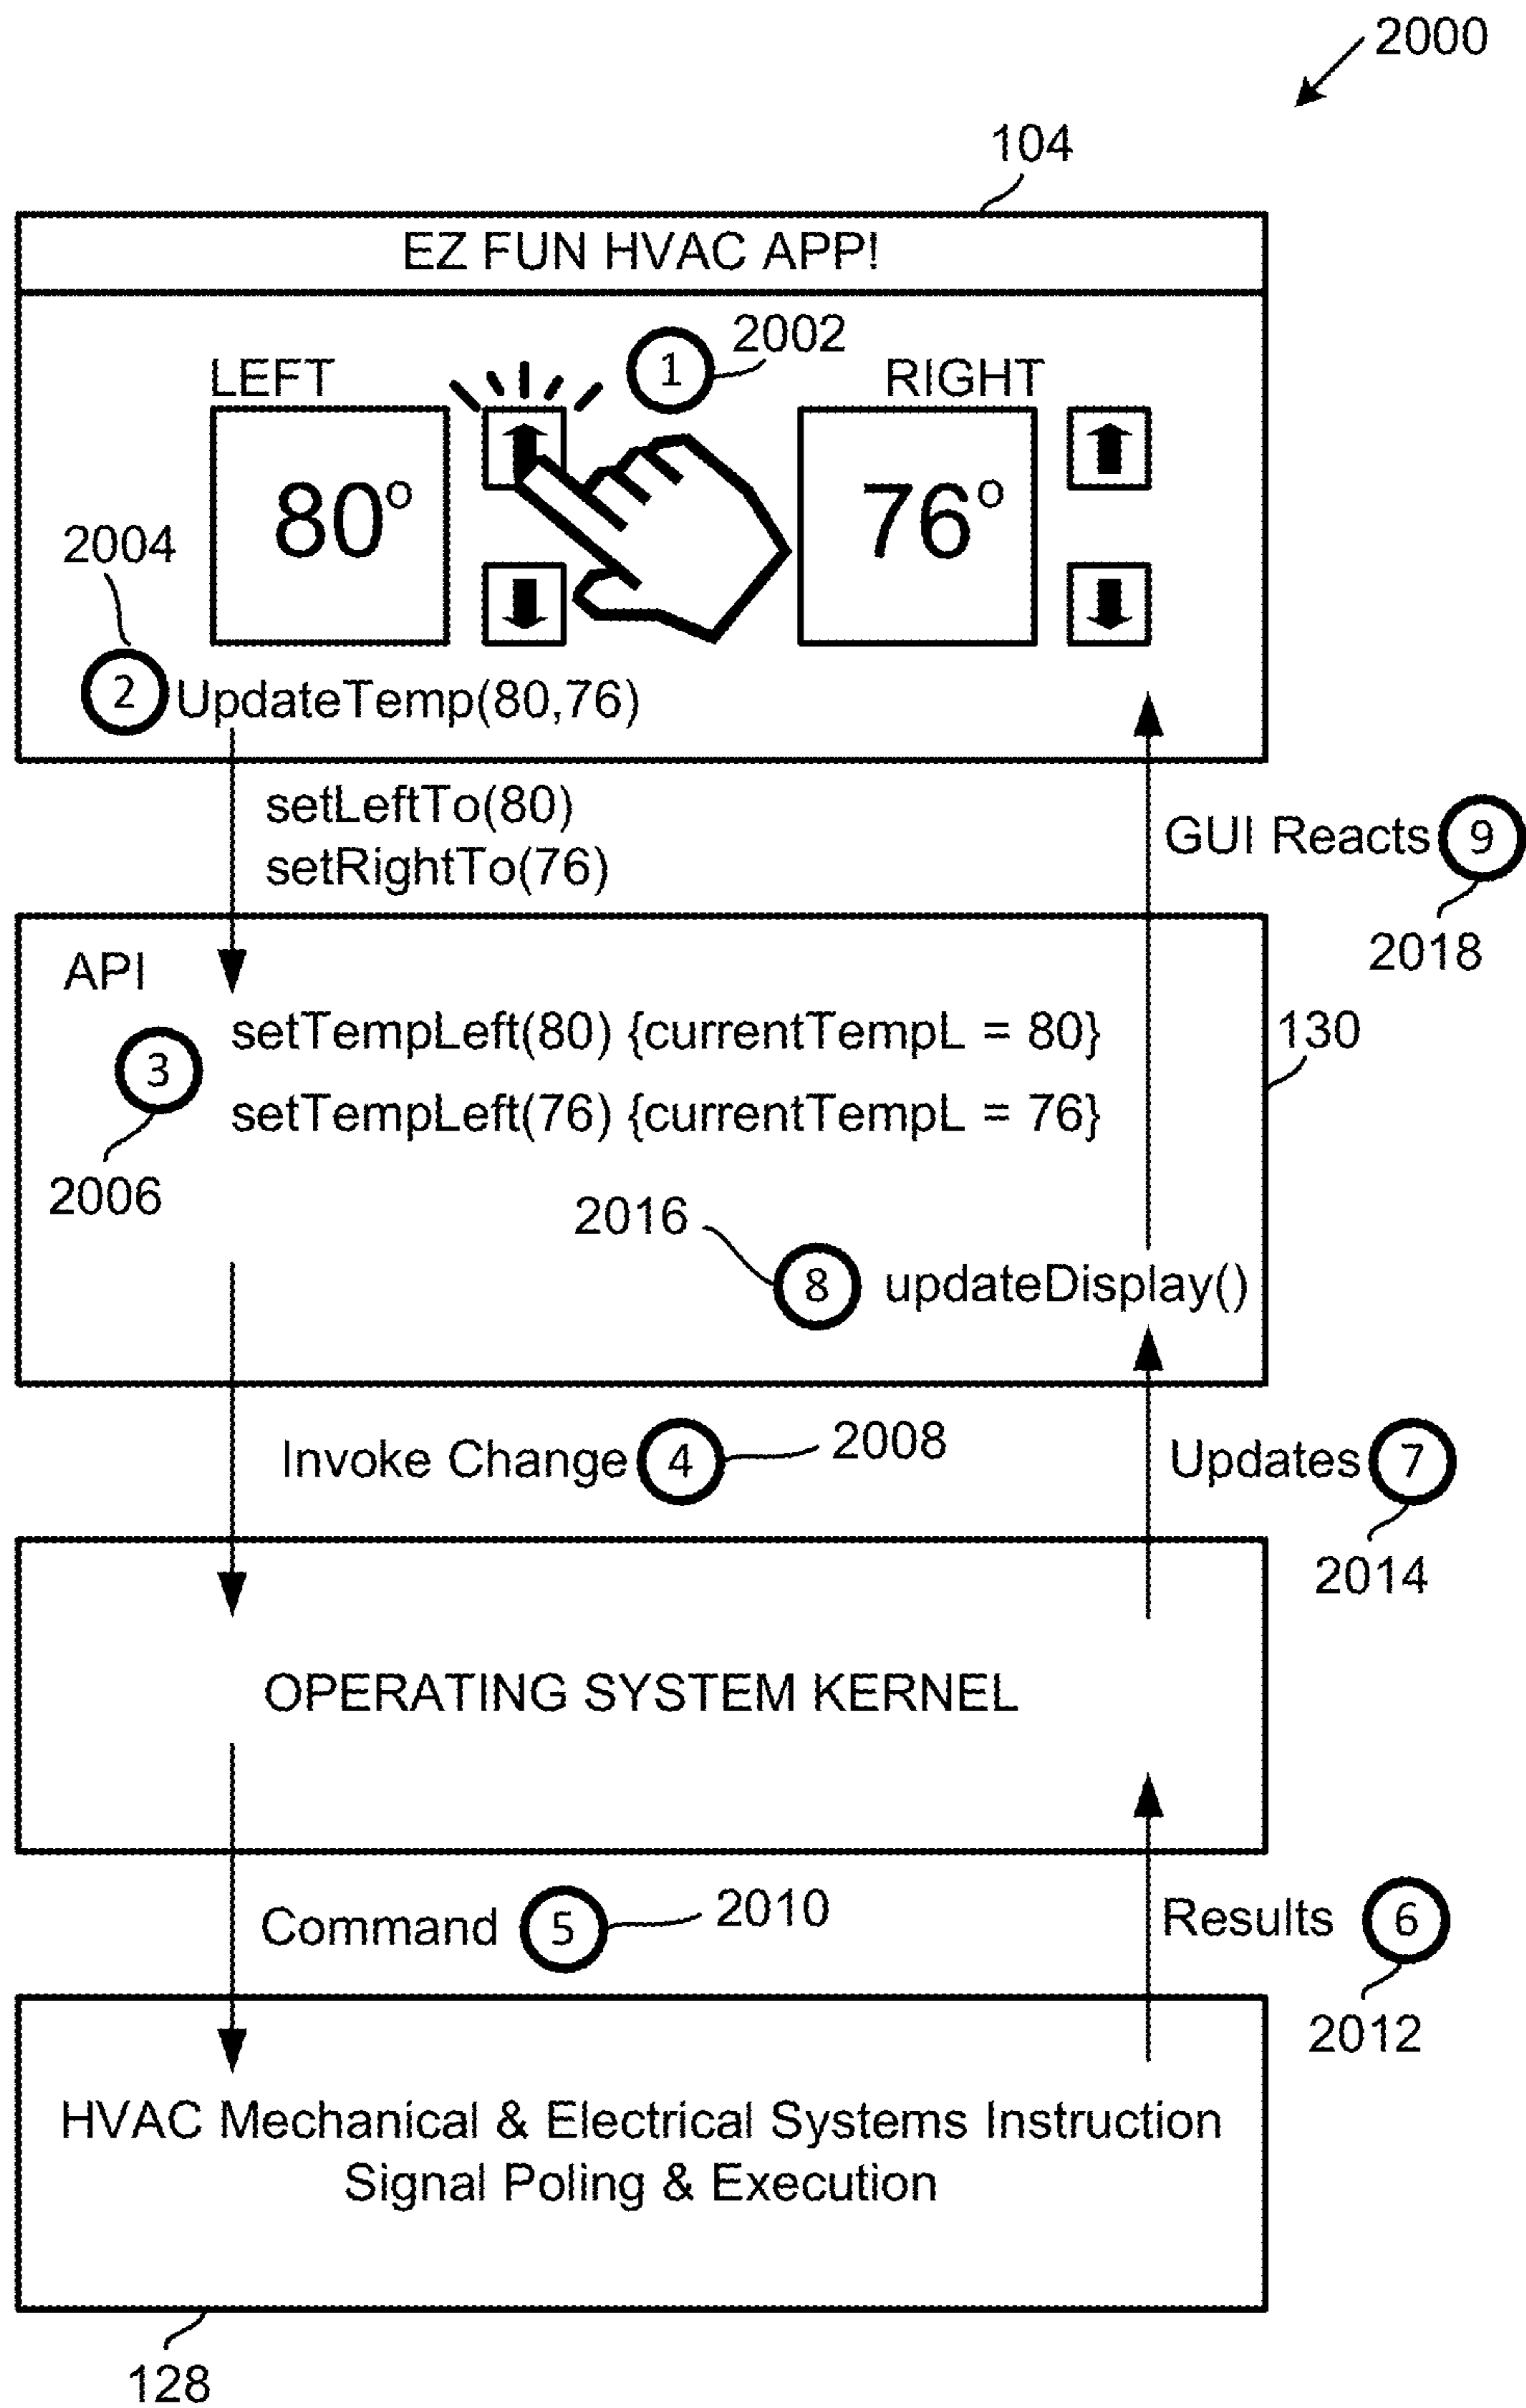 2000
104
EZ FUN HVAC APP!
1 2002
LEFT
RIGHT
80°
76°
2004
2 UpdateTemp(80,76)
setLeftTo(80)
setRightTo(76)
GUI Reacts 9
2018
API
130
3
setTempLeft(80) {currentTempL = 80}
setTempLeft(76) {currentTempL = 76}
2006
2016
8 updateDisplay()
Invoke Change 4 2008
Updates 7
2014
OPERATING SYSTEM KERNEL
Command 5 2010
Results 6
2012
HVAC Mechanical & Electrical Systems Instruction
Signal Poling & Execution
128